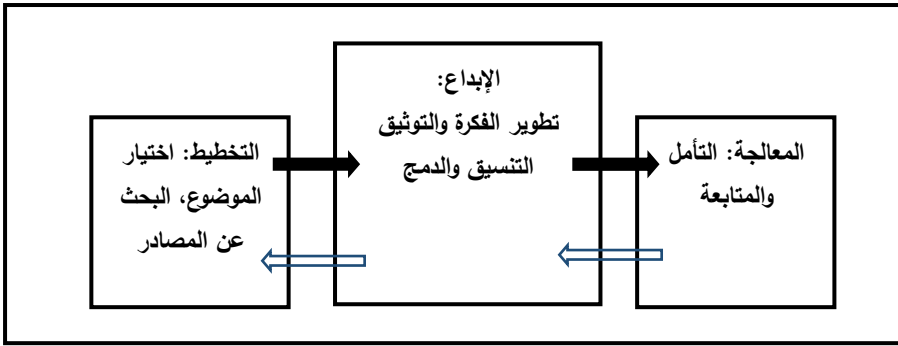 التخطيط: اختيار
الموضوع، البحث
عن المصادر
الإبداع:
تطوير الفكرة والتوثيق
التنسيق والدمج
المعالجة: التأمل
والمتابعة